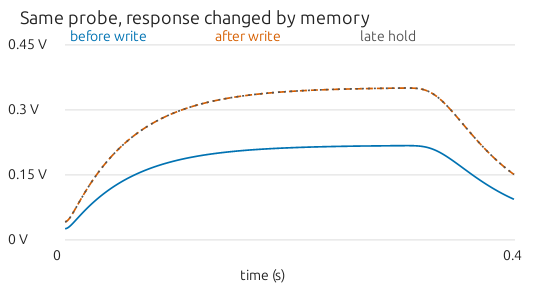 Same probe, response changed by memory
before write after write late hold
0.45 V
0.3 V
0.15 V
0 V
0 0.4
time (s)